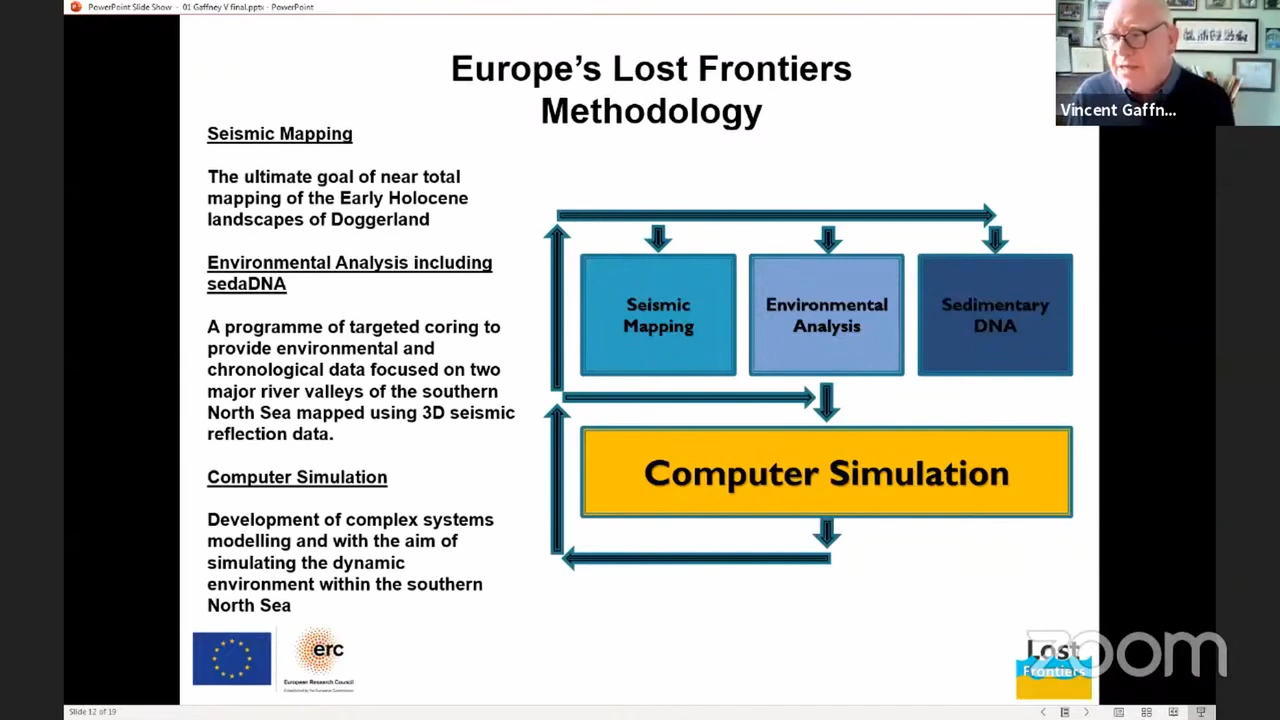 PowerPoint Slide Show - 01 Gaffney V final.pptx - PowerPoint
Vincent Gaffn...
Europe's Lost Frontiers
Methodology
Seismic Mapping
The ultimate goal of near total
mapping of the Early Holocene
landscapes of Doggerland
Environmental Analysis including
sedaDNA
A programme of targeted coring to
provide environmental and
chronological data focused on two
major river valleys of the southern
North Sea mapped using 3D seismic
reflection data.
Computer Simulation
Development of complex systems
modelling and with the aim of
simulating the dynamic
environment within the southern
North Sea
Seismic
Mapping
Environmental
Analysis
Sedimentary
DNA
Computer Simulation
erc
European Research Council
Established by the European Commission
Lost
Frontiers
zoom
Slide 12 of 19